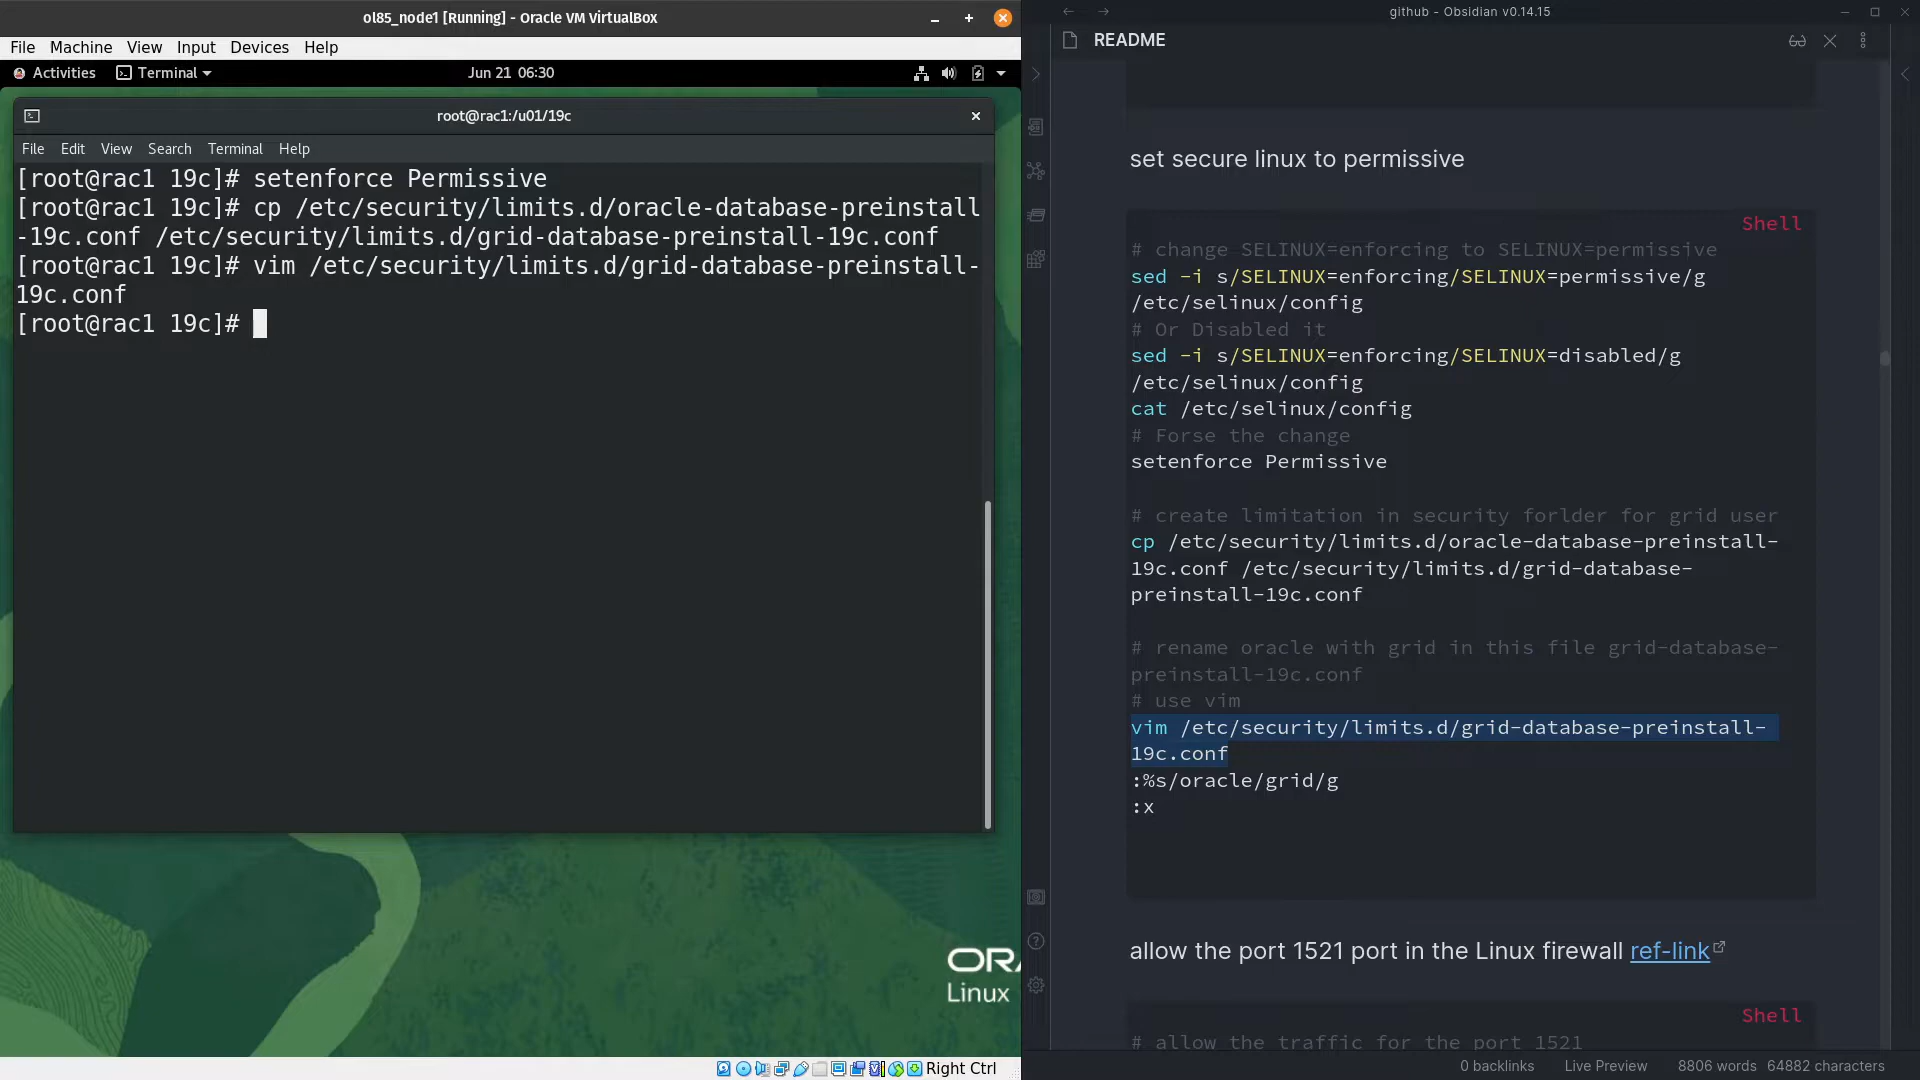 ol85_node1 [Running] - Oracle VM VirtualBox
File Machine View Input Devices Help
Activities Terminal Jun 21 06:30
root@rac1:/u01/19c
File Edit View Search Terminal Help
[root@rac1 19c]# setenforce Permissive
[root@rac1 19c]# cp /etc/security/limits.d/oracle-database-preinstall
-19c.conf /etc/security/limits.d/grid-database-preinstall-19c.conf
[root@rac1 19c]# vim /etc/security/limits.d/grid-database-preinstall-
19c.conf
[root@rac1 19c]#
ORA
Linux
Right Ctrl
github - Obsidian v0.14.15
README
set secure linux to permissive
Shell
# change SELINUX=enforcing to SELINUX=permissive
sed -i s/SELINUX=enforcing/SELINUX=permissive/g
/etc/selinux/config
# Or Disabled it
sed -i s/SELINUX=enforcing/SELINUX=disabled/g
/etc/selinux/config
cat /etc/selinux/config
# Forse the change
setenforce Permissive
# create limitation in security forlder for grid user
cp /etc/security/limits.d/oracle-database-preinstall-
19c.conf /etc/security/limits.d/grid-database-
preinstall-19c.conf
# rename oracle with grid in this file grid-database-
preinstall-19c.conf
# use vim
vim /etc/security/limits.d/grid-database-preinstall-
19c.conf
:%s/oracle/grid/g
:x
allow the port 1521 port in the Linux firewall ref-link
Shell
# allow the traffic for the port 1521
0 backlinks Live Preview 8806 words 64882 characters